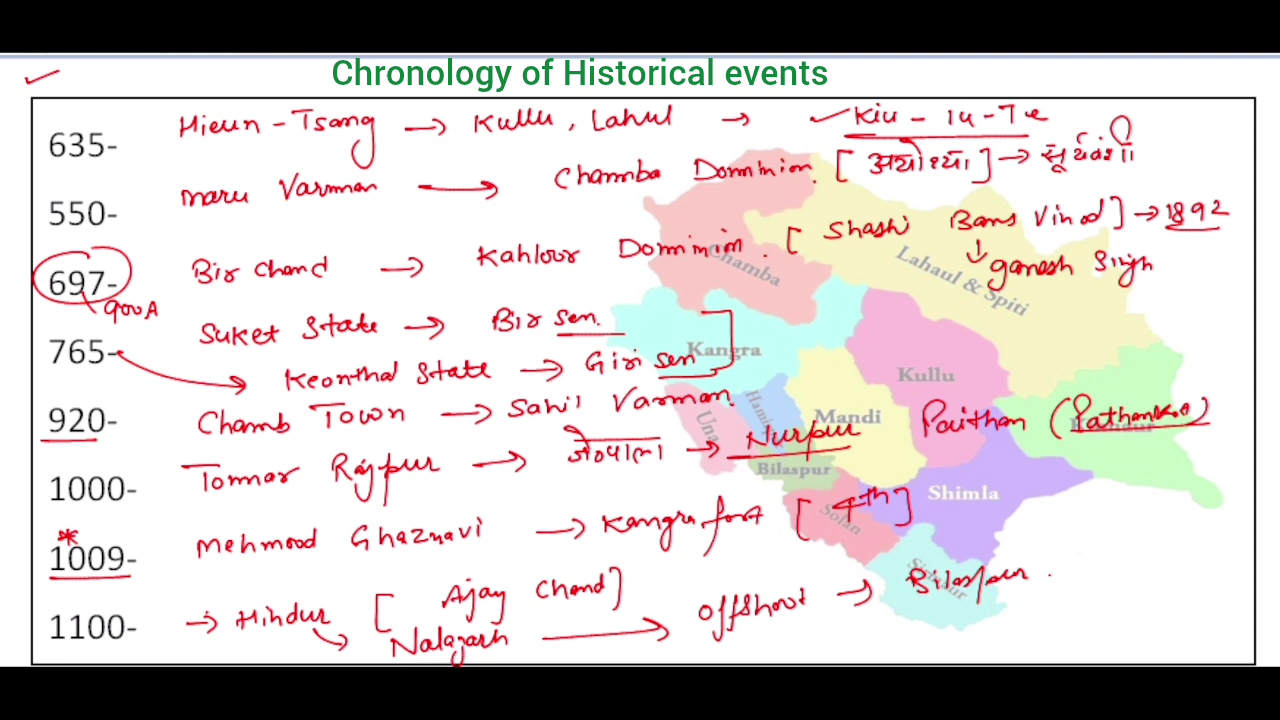 Chronology of Historical events
635- Hieun-Tsang → Kullu, Lahul → Kiu-lu-Te
550- Maru Varman → Chamba Dominion. [अयोध्या] → सूर्यवंशी
697- Bir Chand → Kahloor Dominion. [Shashi Bans Vinod] → 1892
↓ ganesh Singh
900A
Suket State → Bir sen.
765- → Keonthal State → Giri sen
920- Chamb Town → Sahil Varman.
1000- Tomar Rajpur → जेठपाल → Nurpur Paithan (Pathankot)
*
1009- Mehmood Ghaznavi → Kangra fort [4th]
1100- → Hindur [Ajay Chand]
→ Nalagarh → Offshoot → Bilaspur.
Chamba
Lahaul & Spiti
Kangra
Kullu
Una
Mandi
Bilaspur
Shimla
Solan